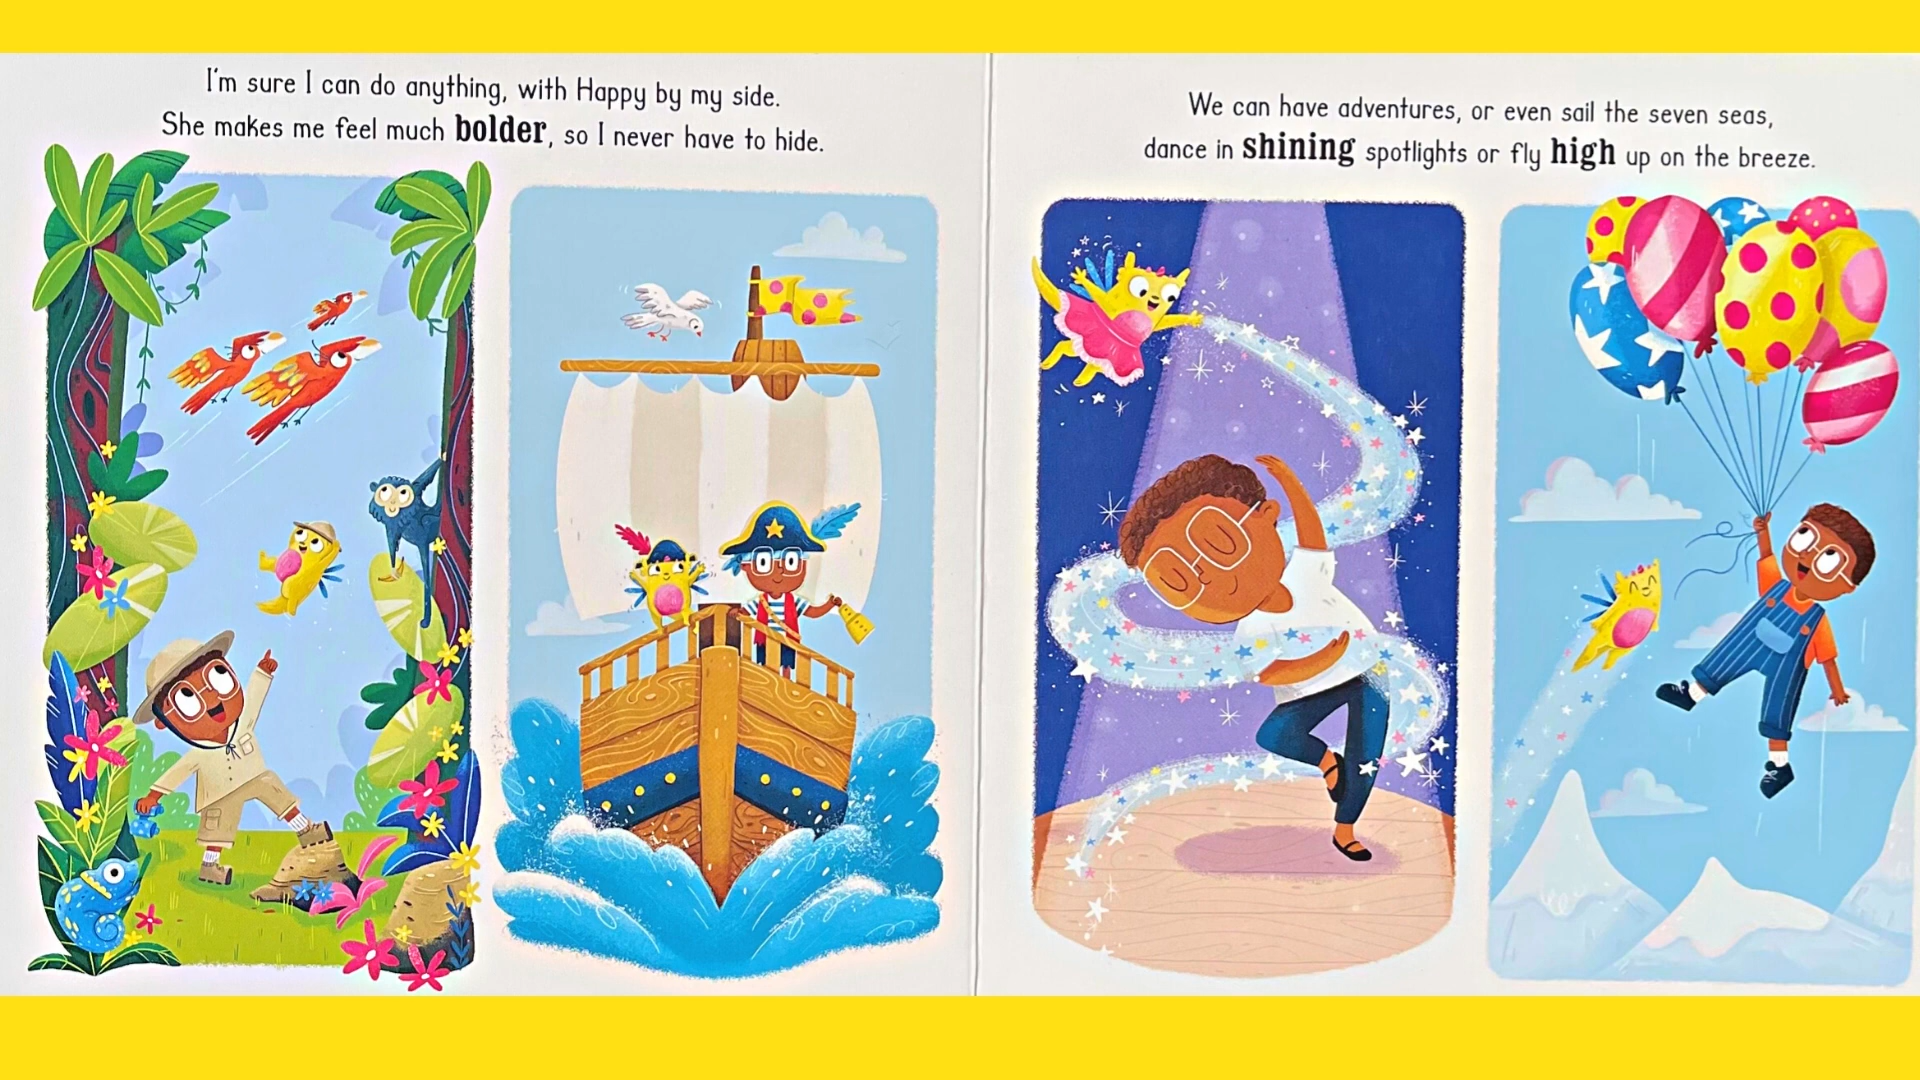 I'm sure I can do anything, with Happy by my side.
She makes me feel much bolder, so I never have to hide.
We can have adventures, or even sail the seven seas,
dance in shining spotlights or fly high up on the breeze.